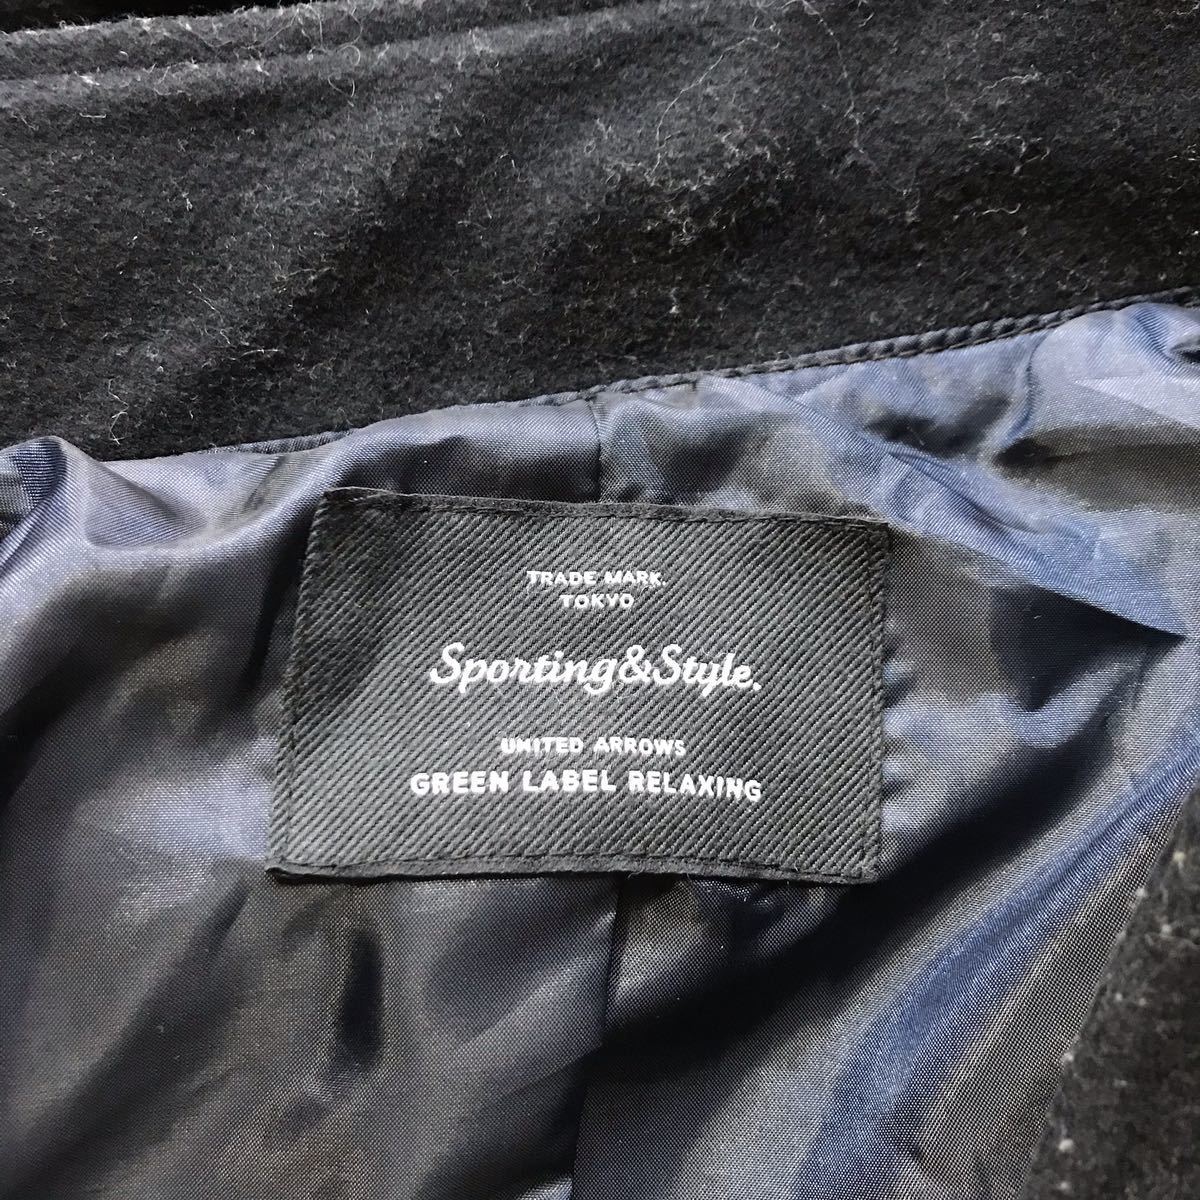 TRADE MARK.
TOKYO
Sporting&Style.
UNITED ARROWS
GREEN LABEL RELAXING